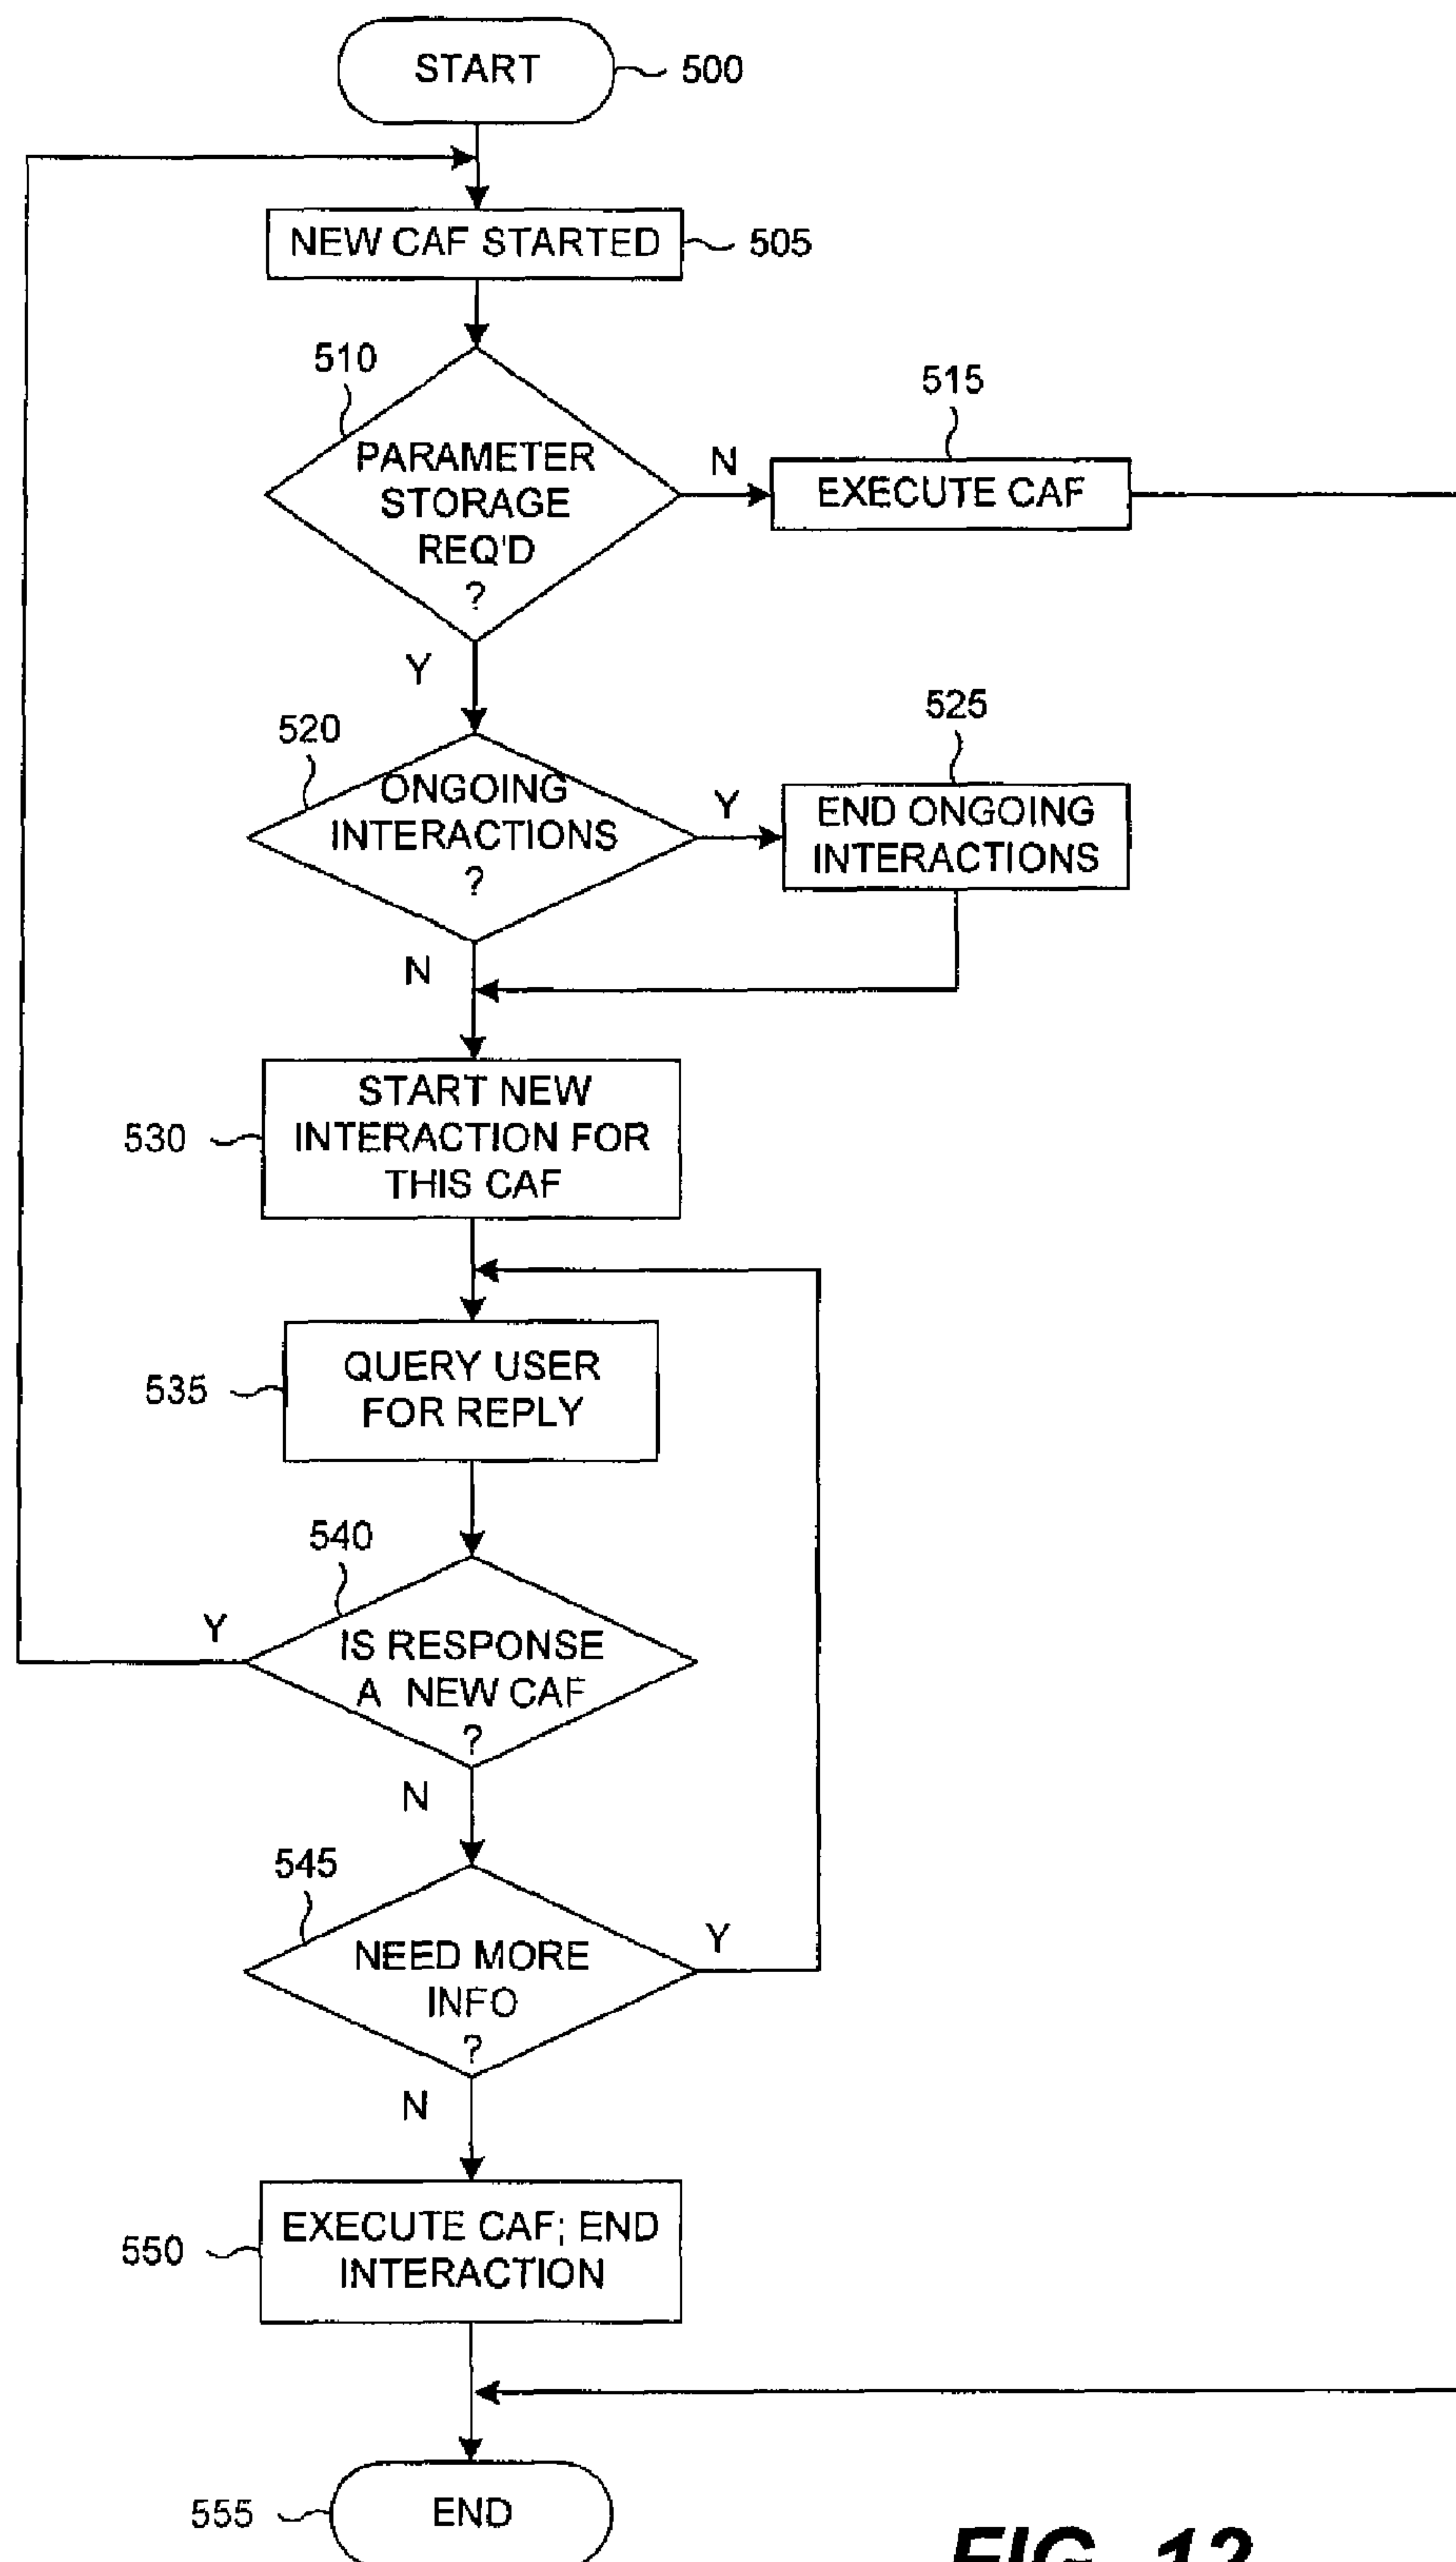 START
500
NEW CAF STARTED
505
510
PARAMETER
STORAGE
REQ'D
?
N
515
EXECUTE CAF
Y
520
ONGOING
INTERACTIONS
?
Y
525
END ONGOING
INTERACTIONS
N
530
START NEW
INTERACTION FOR
THIS CAF
535
QUERY USER
FOR REPLY
540
Y
IS RESPONSE
A NEW CAF
?
N
545
NEED MORE
INFO
?
Y
N
550
EXECUTE CAF; END
INTERACTION
555
END
FIG. 12